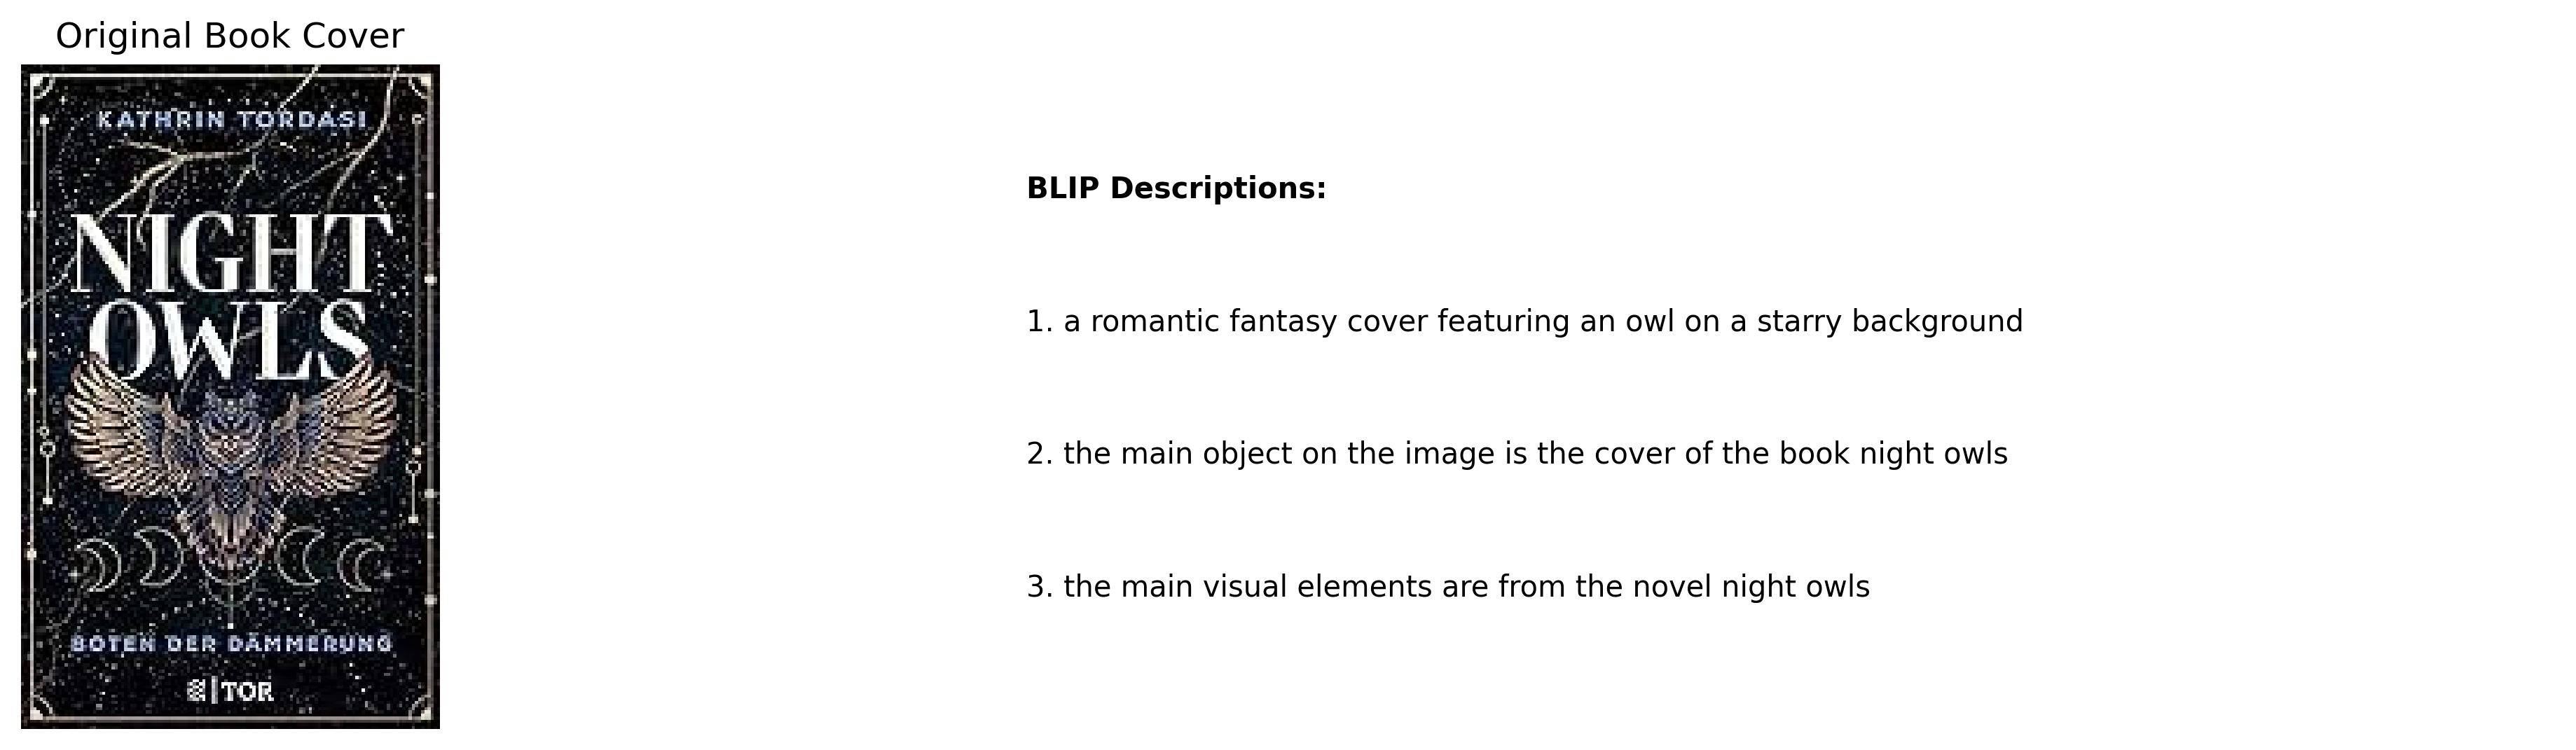 Original Book Cover
KATHRIN TORDASI
NIGHT
OWLS
BOTEN DER DÄMMERUNG
TOR
BLIP Descriptions:
1. a romantic fantasy cover featuring an owl on a starry background
2. the main object on the image is the cover of the book night owls
3. the main visual elements are from the novel night owls